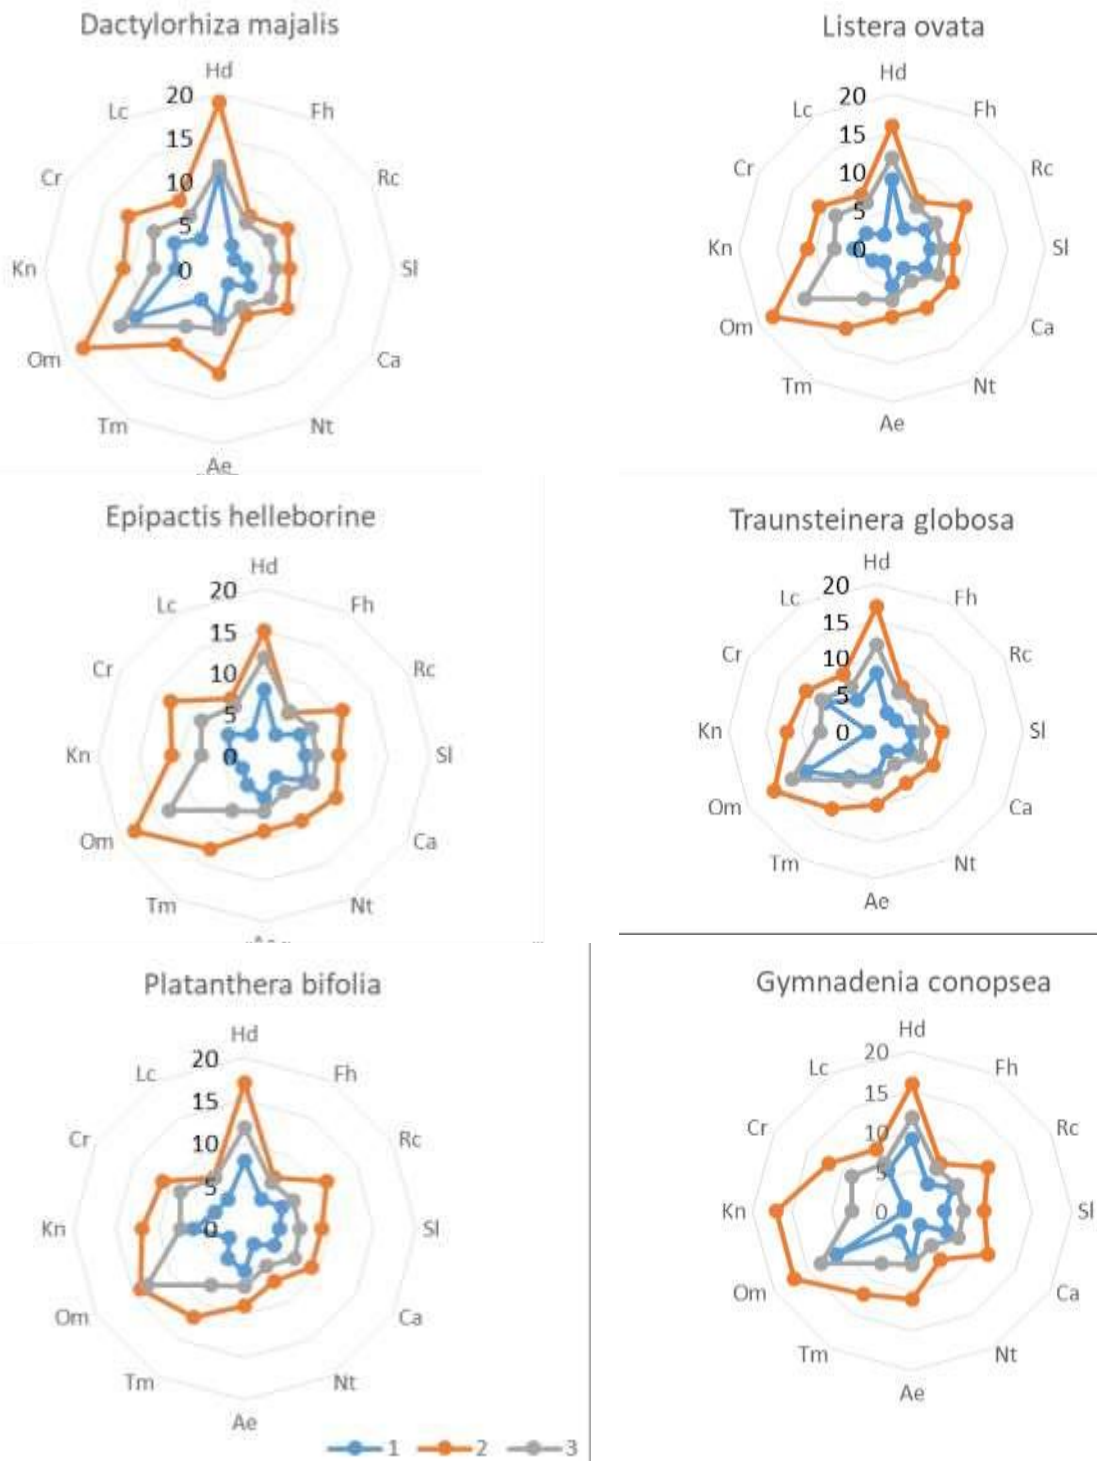 Dactylorhiza majalis
Hd
Fh
Rc
Sl
Ca
Nt
Ae
Tm
Om
Kn
Cr
Lc
20
15
10
5
0
Listera ovata
Hd
Fh
Rc
Sl
Ca
Nt
Ae
Tm
Om
Kn
Cr
Lc
20
15
10
5
0
Epipactis helleborine
Hd
Fh
Rc
Sl
Ca
Nt
Tm
Om
Kn
Cr
Lc
20
15
10
5
0
Traunsteinera globosa
Hd
Fh
Rc
Sl
Ca
Nt
Ae
Tm
Om
Kn
Cr
Lc
20
15
10
5
0
Platanthera bifolia
Hd
Fh
Rc
Sl
Ca
Nt
Ae
Tm
Om
Kn
Cr
Lc
20
15
10
5
0
Gymnadenia conopsea
Hd
Fh
Rc
Sl
Ca
Nt
Ae
Tm
Om
Kn
Cr
Lc
20
15
10
5
0
1 2 3